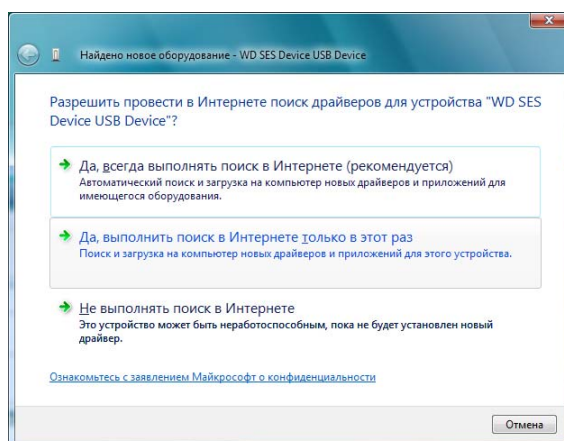 Найдено новое оборудование - WD SES Device USB Device
Разрешить провести в Интернете поиск драйверов для устройства "WD SES
Device USB Device"?
Да, всегда выполнять поиск в Интернете (рекомендуется)
Автоматический поиск и загрузка на компьютер новых драйверов и приложений для
имеющегося оборудования.
Да, выполнить поиск в Интернете только в этот раз
Поиск и загрузка на компьютер новых драйверов и приложений для этого устройства.
Не выполнять поиск в Интернете
Это устройство может быть неработоспособным, пока не будет установлен новый
драйвер.
Ознакомьтесь с заявлением Майкрософт о конфиденциальности
Отмена